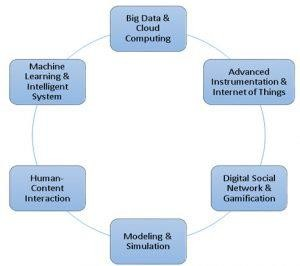 Big Data &
Cloud
Computing
Advanced
Instrumentation &
Internet of Things
Digital Social
Network &
Gamification
Modeling &
Simulation
Human-
Content
Interaction
Machine
Learning &
Intelligent
System